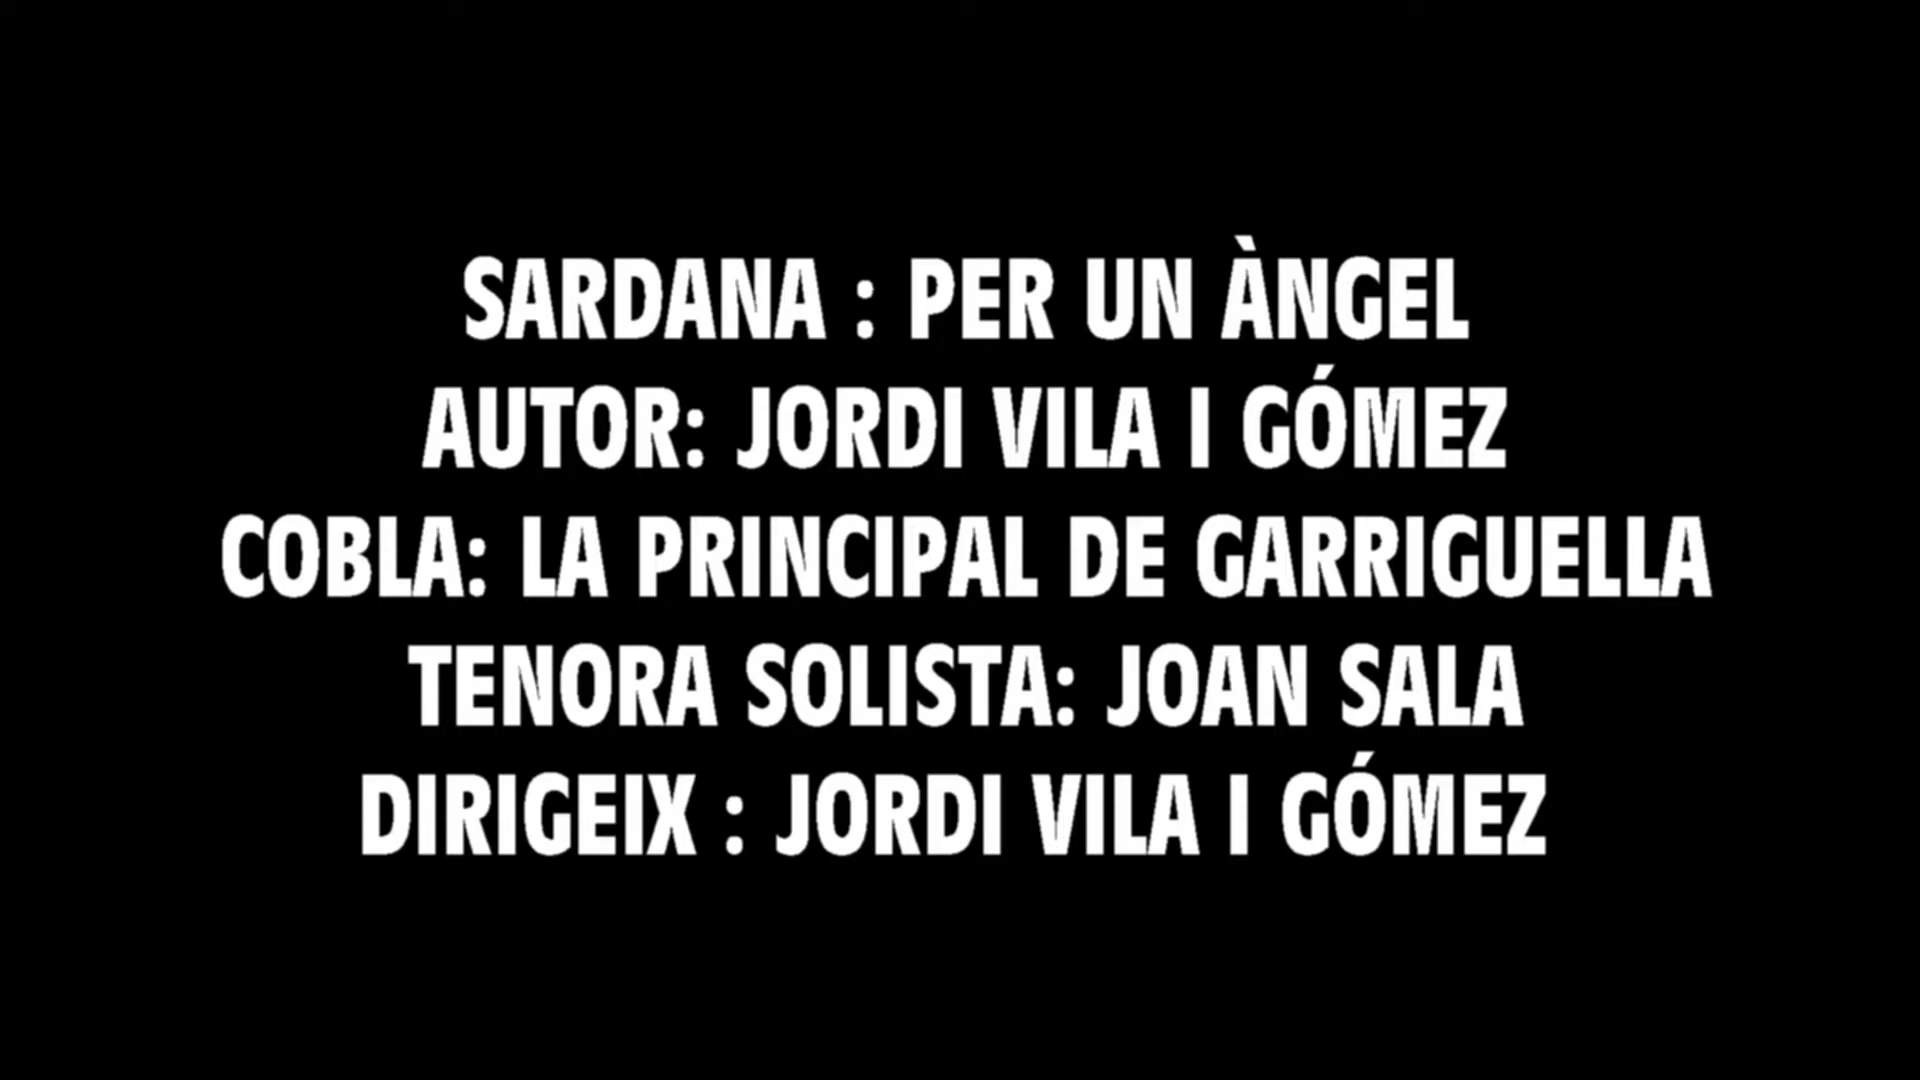 SARDANA : PER UN ÀNGEL
AUTOR: JORDI VILA I GÓMEZ
COBLA: LA PRINCIPAL DE GARRIGUELLA
TENORA SOLISTA: JOAN SALA
DIRIGEIX : JORDI VILA I GÓMEZ